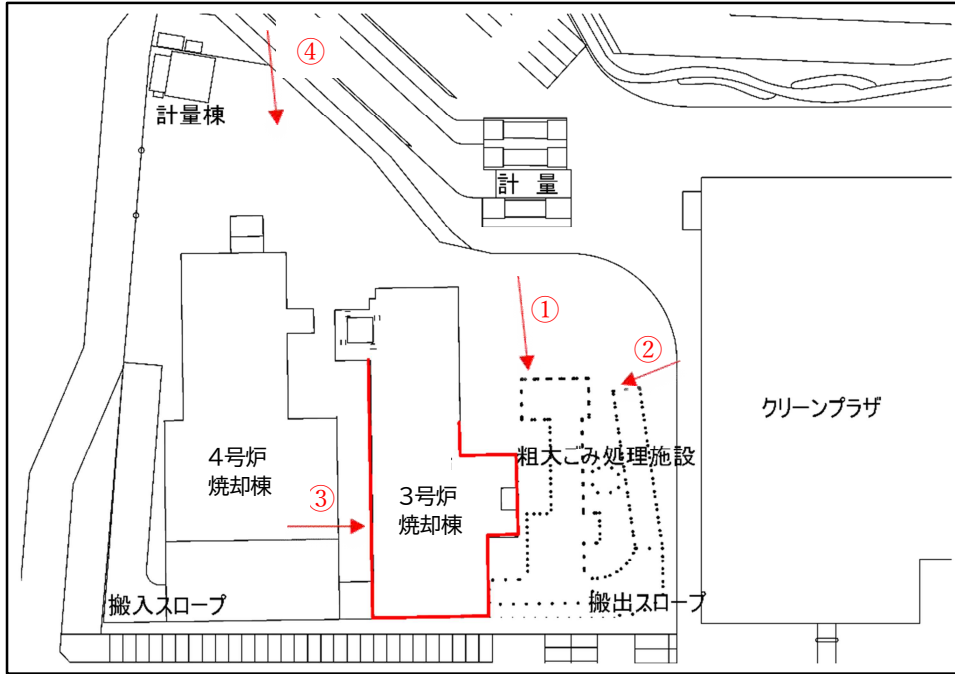 ④
計量棟
計量
①
②
クリーンプラザ
4号炉
焼却棟
粗大ごみ処理施設
3号炉
焼却棟
③
搬入スロープ
搬出スロープ